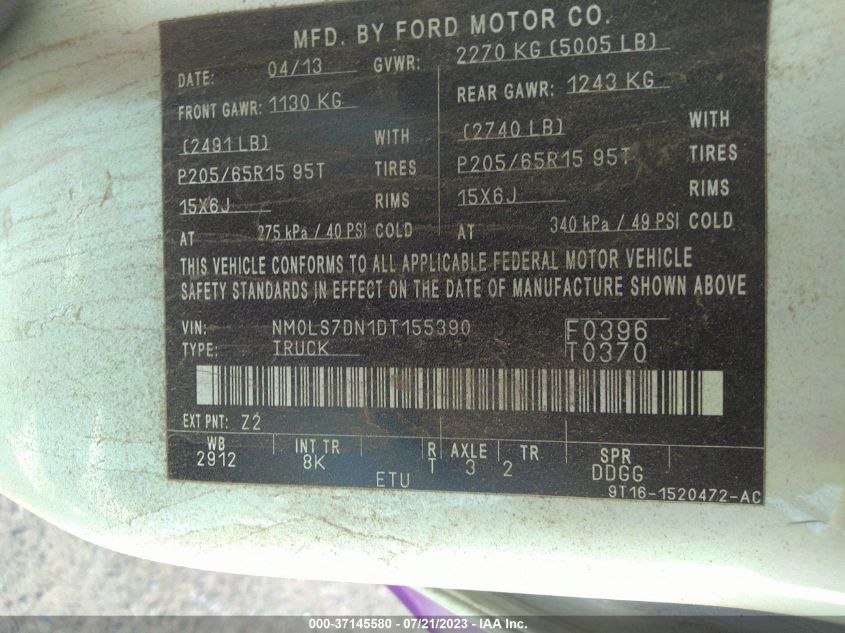 MFD. BY FORD MOTOR CO.
DATE: 04/13 GVWR: 2270 KG (5005 LB)
FRONT GAWR: 1130 KG REAR GAWR: 1243 KG
(2491 LB) WITH (2740 LB) WITH
P205/65R15 95T TIRES P205/65R15 95T TIRES
15X6J RIMS 15X6J RIMS
AT 275 kPa / 40 PSI COLD AT 340 kPa / 49 PSI COLD
THIS VEHICLE CONFORMS TO ALL APPLICABLE FEDERAL MOTOR VEHICLE
SAFETY STANDARDS IN EFFECT ON THE DATE OF MANUFACTURE SHOWN ABOVE
VIN: NM0LS7DN1DT155390 F0396
TYPE: TRUCK T0370
EXT PNT: Z2
WB INT TR R AXLE TR SPR
2912 8K T 3 2 DDGG
ETU 9T16-1520472-AC
000-37145580 - 07/21/2023 - IAA Inc.